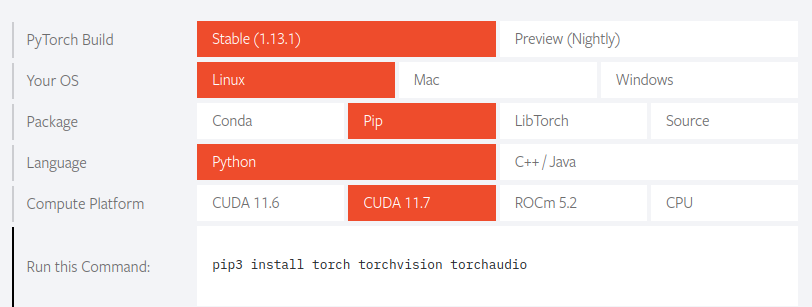 PyTorch Build Stable (1.13.1) Preview (Nightly)
Your OS Linux Mac Windows
Package Conda Pip LibTorch Source
Language Python C++ / Java
Compute Platform CUDA 11.6 CUDA 11.7 ROCm 5.2 CPU
Run this Command: pip3 install torch torchvision torchaudio